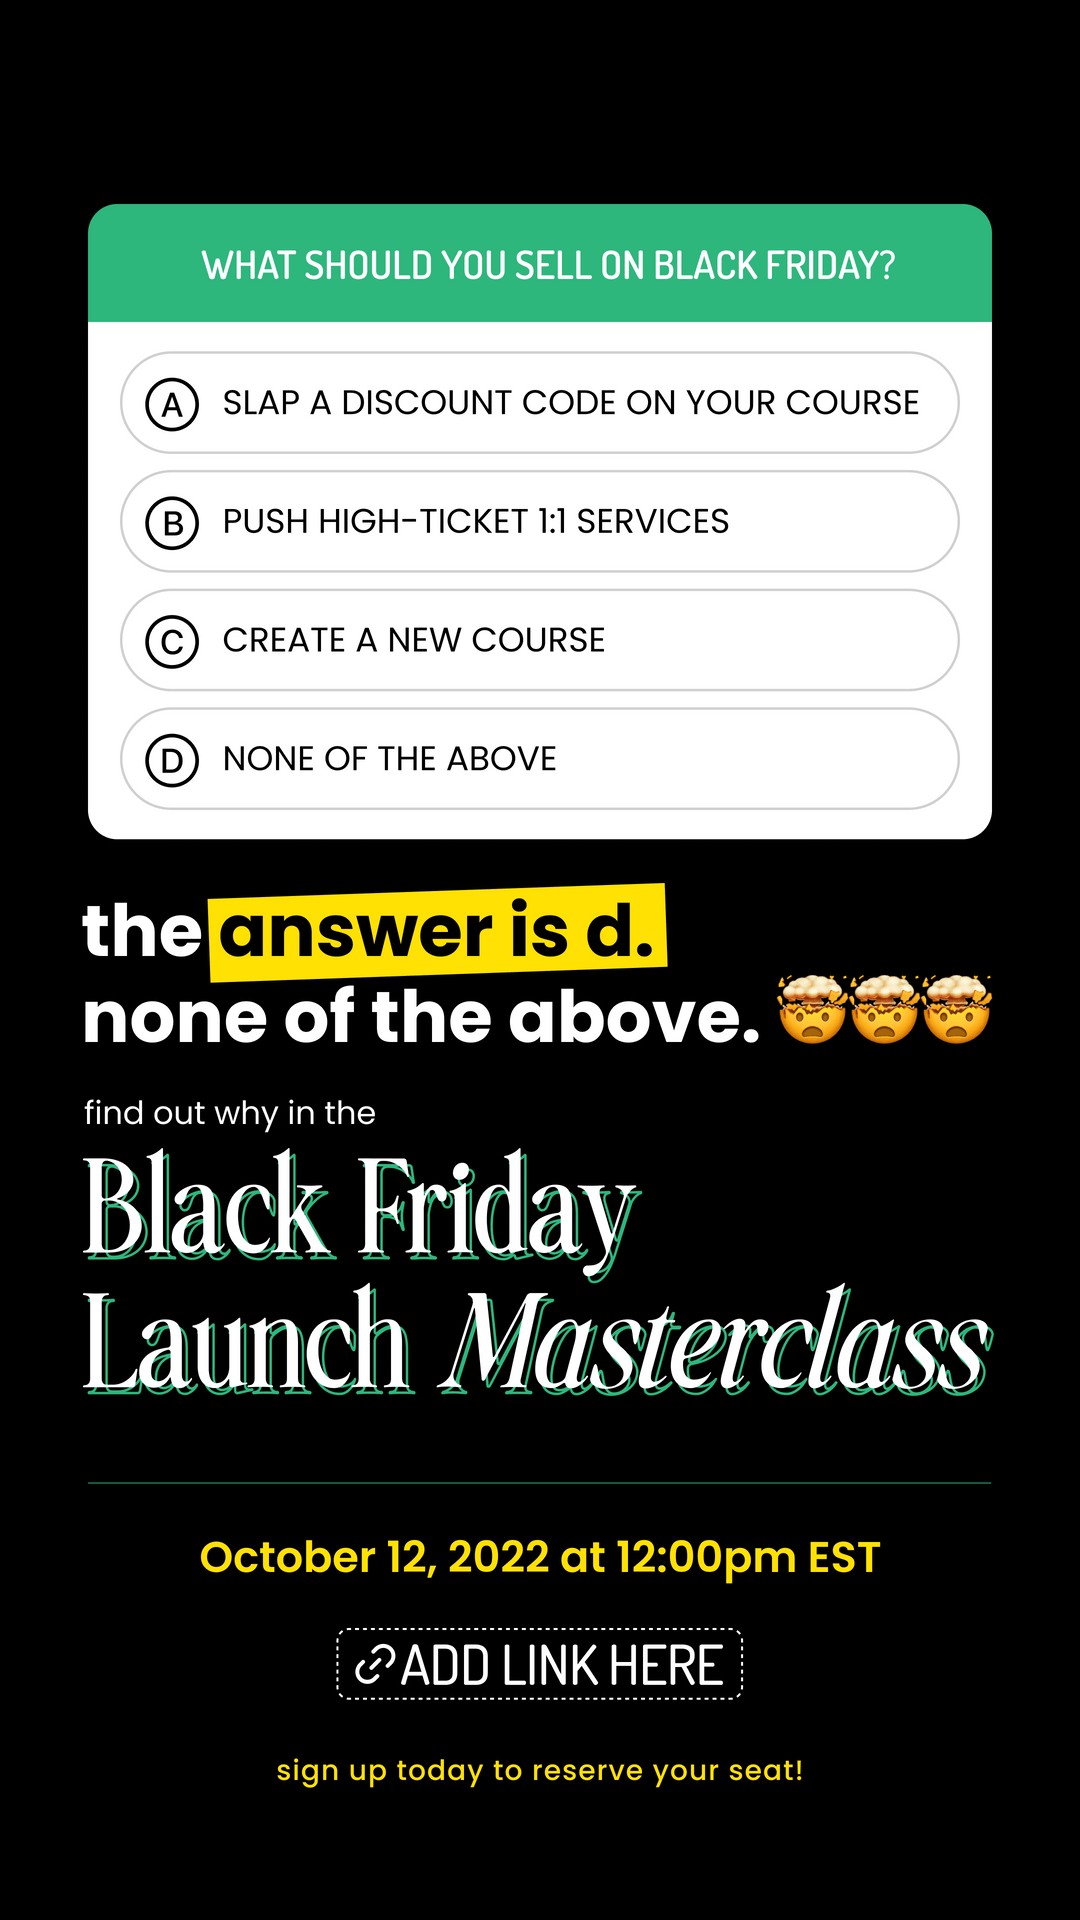 WHAT SHOULD YOU SELL ON BLACK FRIDAY?
A SLAP A DISCOUNT CODE ON YOUR COURSE
B PUSH HIGH-TICKET 1:1 SERVICES
C CREATE A NEW COURSE
D NONE OF THE ABOVE
the answer is d.
none of the above. 🤯🤯🤯
find out why in the
Black Friday
Launch Masterclass
October 12, 2022 at 12:00pm EST
ADD LINK HERE
sign up today to reserve your seat!